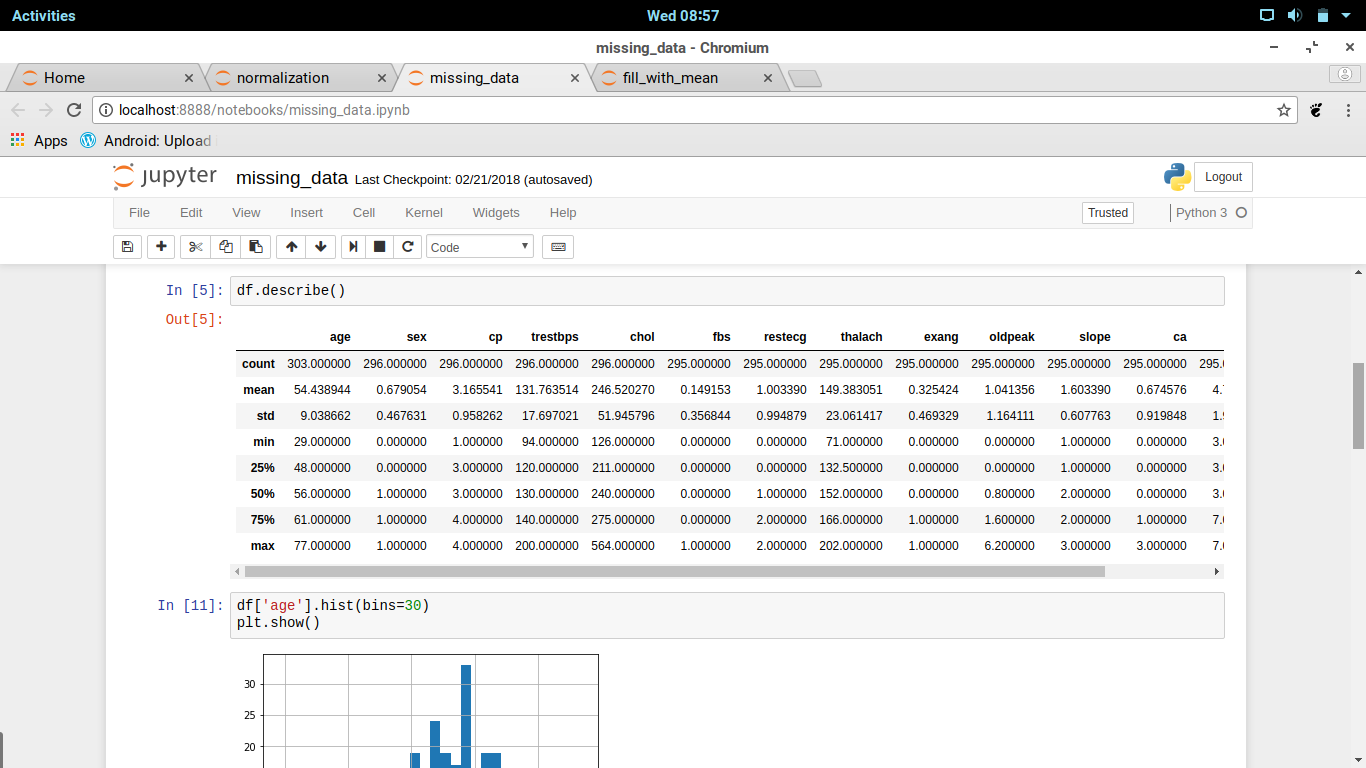 Activities Wed 08:57
missing_data - Chromium
Home normalization missing_data fill_with_mean
localhost:8888/notebooks/missing_data.ipynb
Apps Android: Upload
jupyter missing_data Last Checkpoint: 02/21/2018 (autosaved) Logout
File Edit View Insert Cell Kernel Widgets Help Trusted Python 3
Code
In [5]: df.describe()
Out[5]:
age sex cp trestbps chol fbs restecg thalach exang oldpeak slope ca
count 303.000000 296.000000 296.000000 296.000000 296.000000 295.000000 295.000000 295.000000 295.000000 295.000000 295.000000 295.000000 295.
mean 54.438944 0.679054 3.165541 131.763514 246.520270 0.149153 1.003390 149.383051 0.325424 1.041356 1.603390 0.674576 4.
std 9.038662 0.467631 0.958262 17.697021 51.945796 0.356844 0.994879 23.061417 0.469329 1.164111 0.607763 0.919848 1.
min 29.000000 0.000000 1.000000 94.000000 126.000000 0.000000 0.000000 71.000000 0.000000 0.000000 1.000000 0.000000 3.
25% 48.000000 0.000000 3.000000 120.000000 211.000000 0.000000 0.000000 132.500000 0.000000 0.000000 1.000000 0.000000 3.
50% 56.000000 1.000000 3.000000 130.000000 240.000000 0.000000 1.000000 152.000000 0.000000 0.800000 2.000000 0.000000 3.
75% 61.000000 1.000000 4.000000 140.000000 275.000000 0.000000 2.000000 166.000000 1.000000 1.600000 2.000000 1.000000 7.
max 77.000000 1.000000 4.000000 200.000000 564.000000 1.000000 2.000000 202.000000 1.000000 6.200000 3.000000 3.000000 7.
In [11]: df['age'].hist(bins=30)
plt.show()
30
25
20